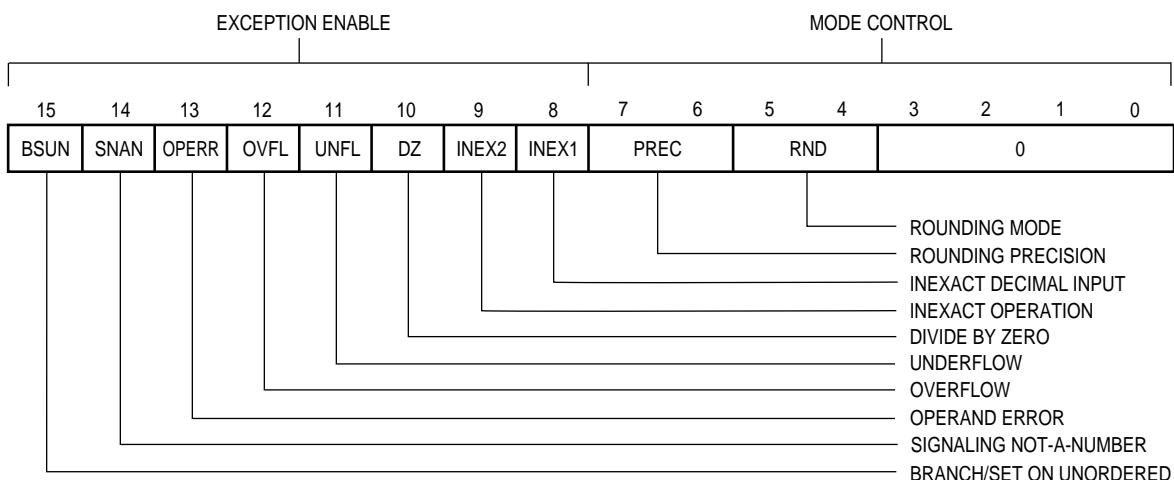 EXCEPTION ENABLE MODE CONTROL
15 14 13 12 11 10 9 8 7 6 5 4 3 2 1 0
BSUN SNAN OPERR OVFL UNFL DZ INEX2 INEX1 PREC RND 0
ROUNDING MODE
ROUNDING PRECISION
INEXACT DECIMAL INPUT
INEXACT OPERATION
DIVIDE BY ZERO
UNDERFLOW
OVERFLOW
OPERAND ERROR
SIGNALING NOT-A-NUMBER
BRANCH/SET ON UNORDERED